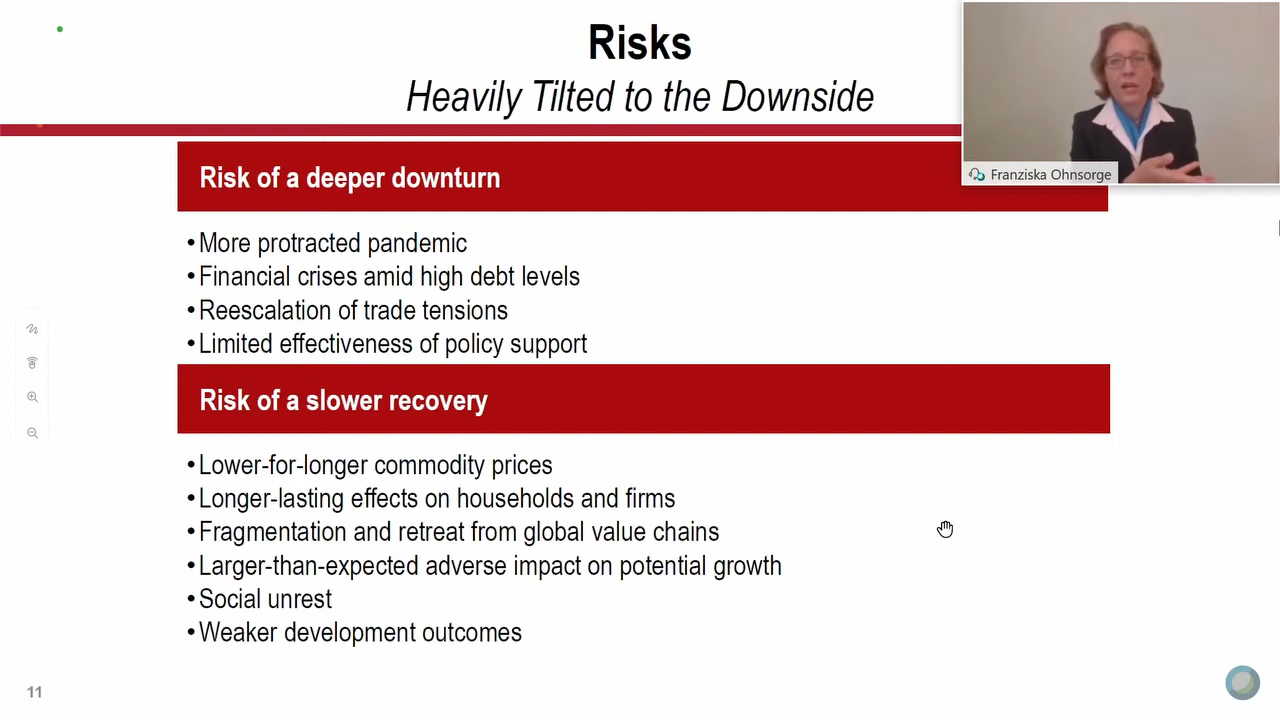 Risks
Heavily Tilted to the Downside
Franziska Ohnsorge
Risk of a deeper downturn
•More protracted pandemic
•Financial crises amid high debt levels
•Reescalation of trade tensions
•Limited effectiveness of policy support
Risk of a slower recovery
•Lower-for-longer commodity prices
•Longer-lasting effects on households and firms
•Fragmentation and retreat from global value chains
•Larger-than-expected adverse impact on potential growth
•Social unrest
•Weaker development outcomes
11